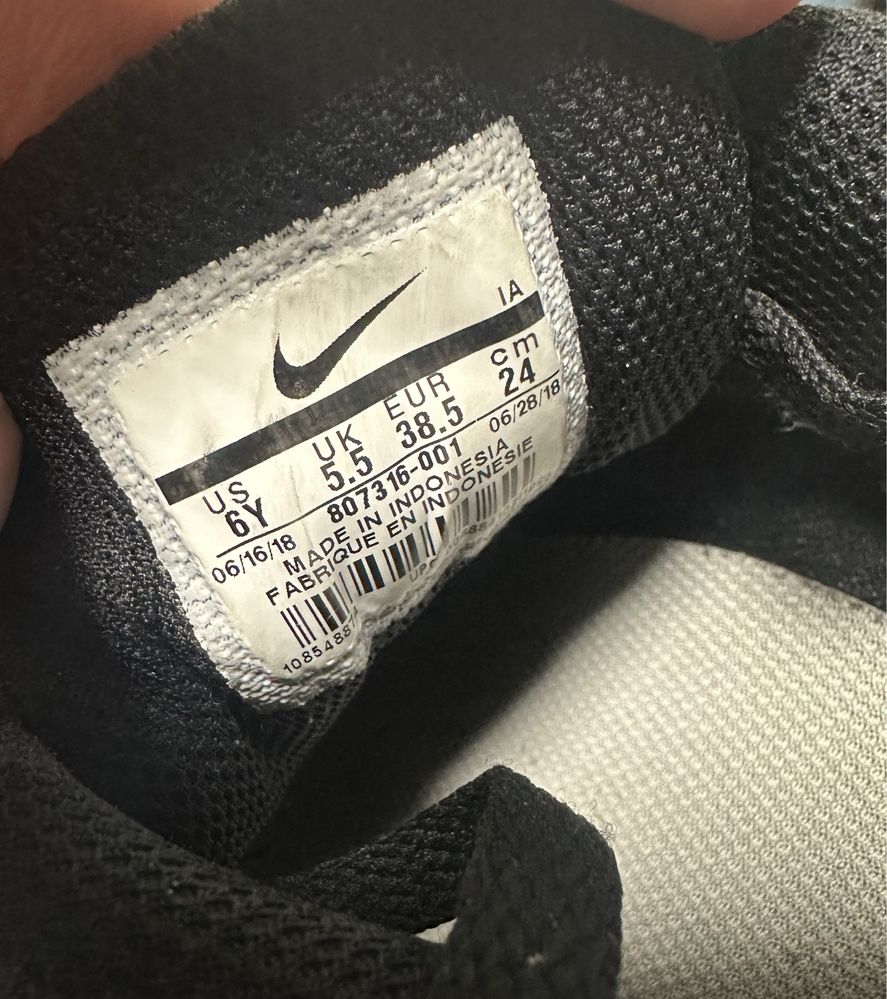 IA
US UK EUR cm
6Y 5.5 38.5 24
807316-001
06/16/18 06/28/18
MADE IN INDONESIA
FABRIQUE EN INDONESIE